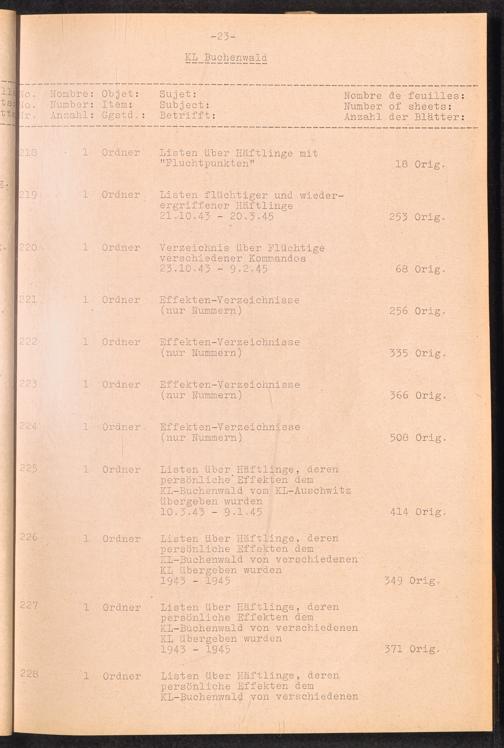 -23-
KL Buchenwald
No. Nombre: Objet: Sujet: Nombre de feuilles:
No. Number: Item: Subject: Number of sheets:
Nr. Anzahl: Ggstd.: Betrifft: Anzahl der Blätter:
218 1 Ordner Listen über Häftlinge mit
"Fluchtpunkten" 18 Orig.
219 1 Ordner Listen flüchtiger und wieder-
ergriffener Häftlinge
21.10.43 - 20.3.45 253 Orig.
220 1 Ordner Verzeichnis über Flüchtige
verschiedener Kommandos
23.10.43 - 9.2.45 68 Orig.
221 1 Ordner Effekten-Verzeichnisse
(nur Nummern) 256 Orig.
222 1 Ordner Effekten-Verzeichnisse
(nur Nummern) 335 Orig.
223 1 Ordner Effekten-Verzeichnisse
(nur Nummern) 366 Orig.
224 1 Ordner Effekten-Verzeichnisse
(nur Nummern) 508 Orig.
225 1 Ordner Listen über Häftlinge, deren
persönliche Effekten dem
KL-Buchenwald vom KL-Auschwitz
übergeben wurden
10.3.43 - 9.1.45 414 Orig.
226 1 Ordner Listen über Häftlinge, deren
persönliche Effekten dem
KL-Buchenwald von verschiedenen
KL übergeben wurden
1943 - 1945 349 Orig.
227 1 Ordner Listen über Häftlinge, deren
persönliche Effekten dem
KL-Buchenwald von verschiedenen
KL übergeben wurden
1943 - 1945 371 Orig.
228 1 Ordner Listen über Häftlinge, deren
persönliche Effekten dem
KL-Buchenwald von verschiedenen